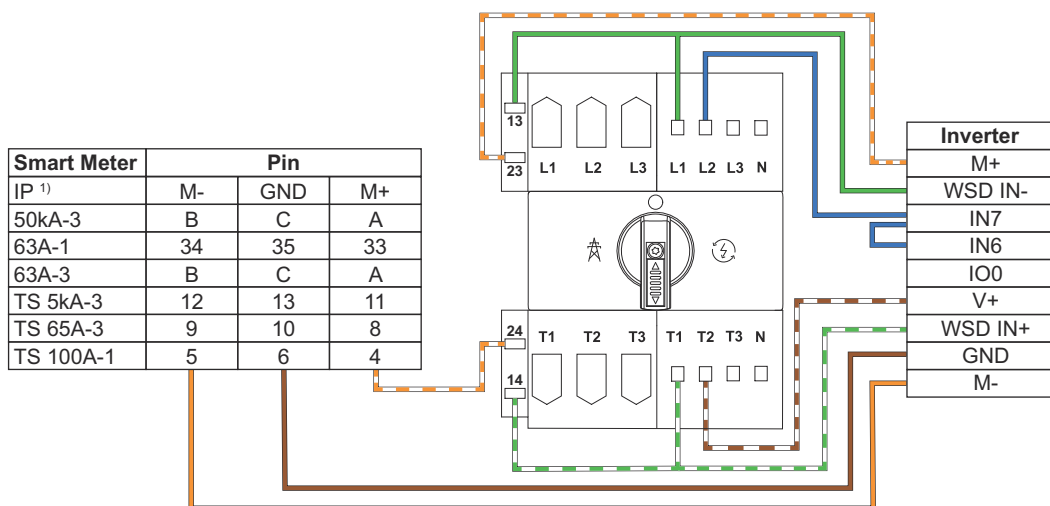 Smart Meter Pin
IP 1) M- GND M+
50kA-3 B C A
63A-1 34 35 33
63A-3 B C A
TS 5kA-3 12 13 11
TS 65A-3 9 10 8
TS 100A-1 5 6 4
13
23
L1 L2 L3 L1 L2 L3 N
24
14
T1 T2 T3 T1 T2 T3 N
Inverter
M+
WSD IN-
IN7
IN6
IO0
V+
WSD IN+
GND
M-